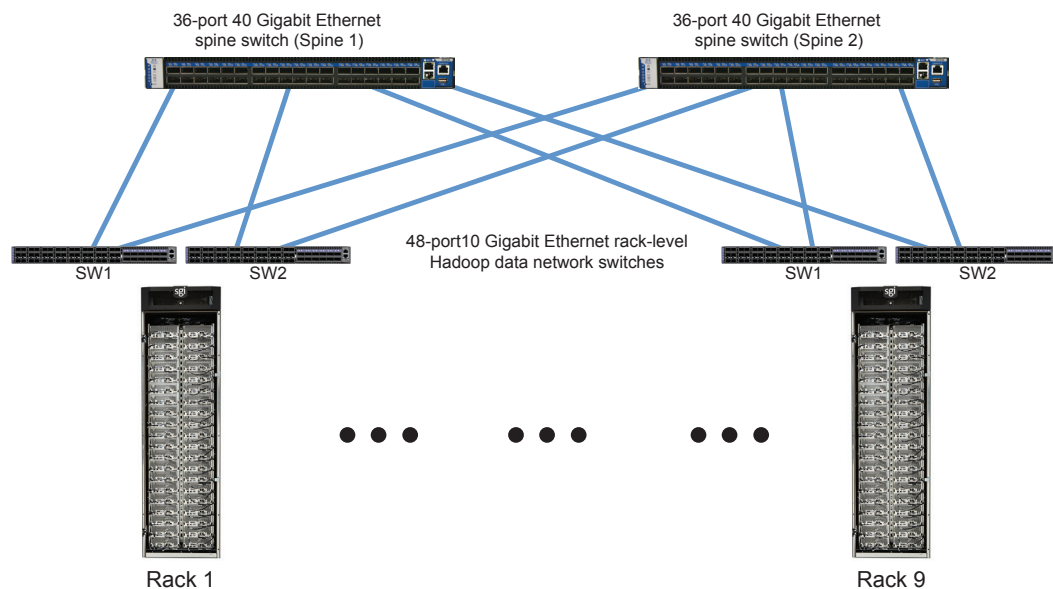 36-port 40 Gigabit Ethernet
spine switch (Spine 1)
36-port 40 Gigabit Ethernet
spine switch (Spine 2)
48-port10 Gigabit Ethernet rack-level
Hadoop data network switches
SW1
SW2
SW1
SW2
sgi
sgi
Rack 1
Rack 9